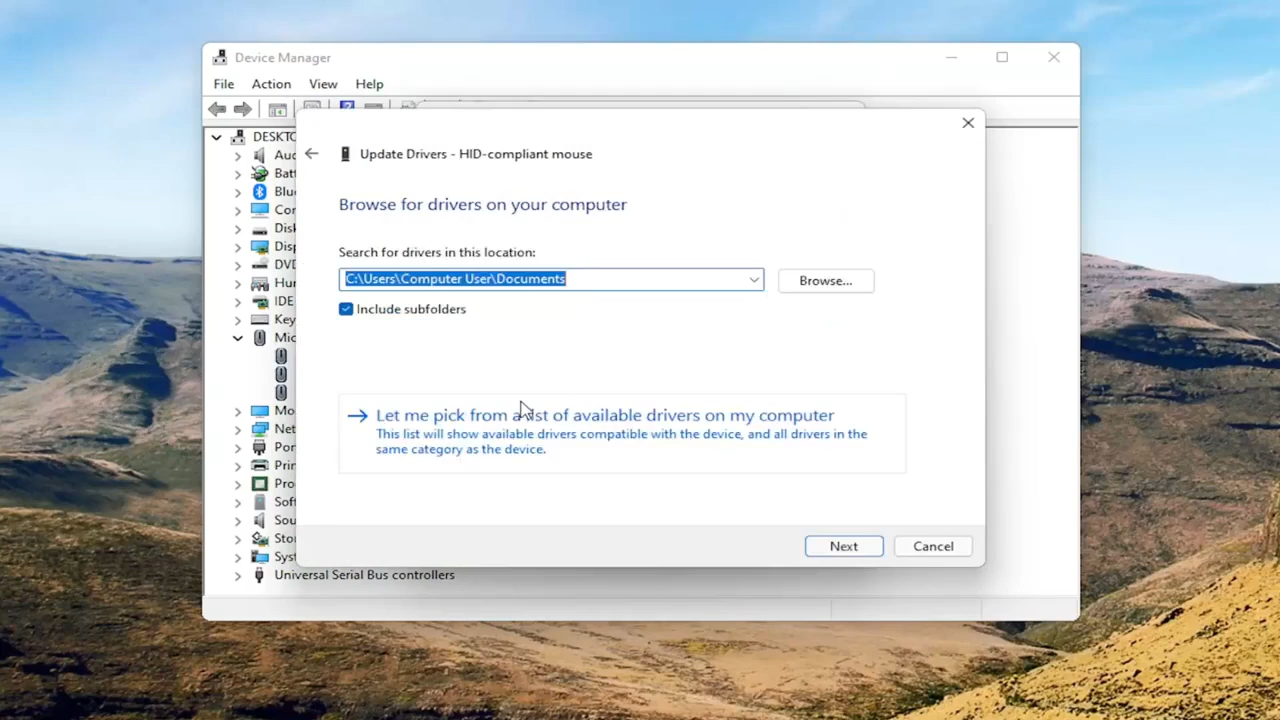 Device Manager
File Action View Help
Update Drivers - HID-compliant mouse
Browse for drivers on your computer
Search for drivers in this location:
C:\Users\Computer User\Documents
Browse...
Include subfolders
Let me pick from a list of available drivers on my computer
This list will show available drivers compatible with the device, and all drivers in the
same category as the device.
Next
Cancel
DESKTO
Aud
Batt
Blu
Con
Disk
Disp
DVD
Hur
IDE
Key
Mic
Mo
Net
Por
Prin
Pro
Soft
Sou
Stor
Syst
Universal Serial Bus controllers